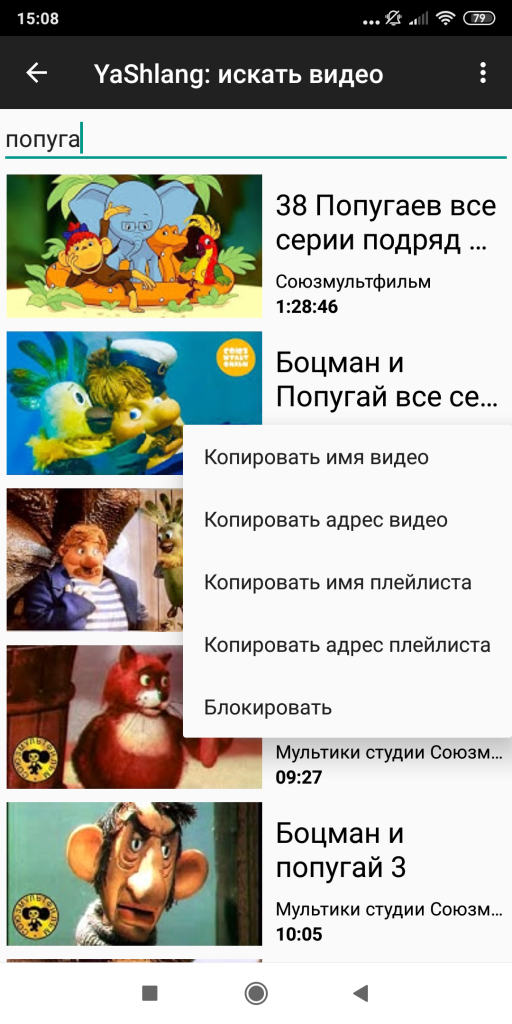 15:08
79
YaShlang: искать видео
попуга
38 Попугаев все
серии подряд ...
Союзмультфильм
1:28:46
СОЮЗ
МУЛЬТ
ФИЛЬМ
Боцман и
Попугай все се...
Копировать имя видео
Копировать адрес видео
Копировать имя плейлиста
Копировать адрес плейлиста
Блокировать
СОЮЗМУЛЬТФИЛЬМ
Мультики студии Союзм...
09:27
Боцман и
попугай 3
СОЮЗМУЛЬТФИЛЬМ
Мультики студии Союзм...
10:05